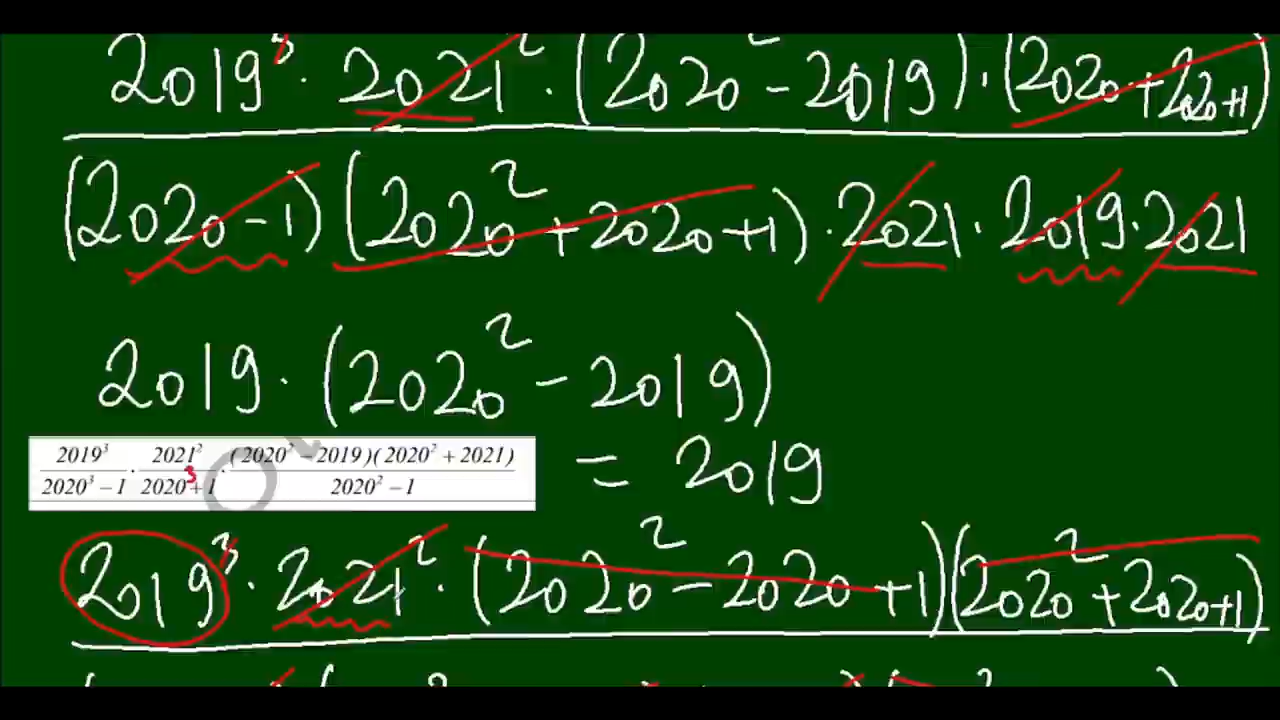 2019³ · 2021² · (2020² - 2019) · (2020 + 2020+1)
(2020-1)(2020² + 2020+1) · 2021 · 2019 · 2021
2019 · (2020² - 2019)
2019³ / 2020³ - 1 · 2021² / 2020³ + 1 · (2020² - 2019)(2020² + 2021) / 2020² - 1
= 2019
2019³ · 2021² · (2020² - 2020 + 1)(2020² + 2020+1)